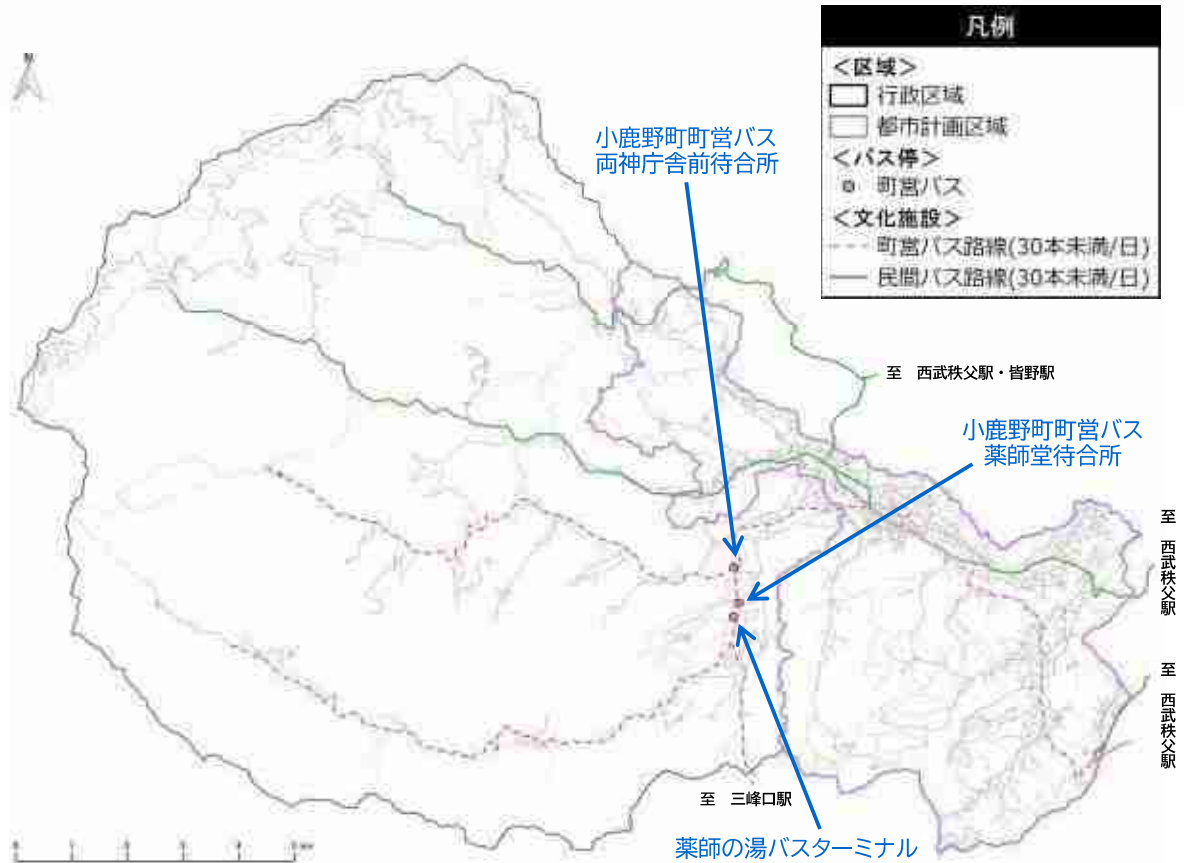 凡例
<区域>
行政区域
都市計画区域
<バス停>
町営バス
<文化施設>
町営バス路線(30本未満/日)
民間バス路線(30本未満/日)
小鹿野町町営バス
両神庁舎前待合所
至 西武秩父駅・皆野駅
小鹿野町町営バス
薬師堂待合所
至 西武秩父駅
至 西武秩父駅
至 三峰口駅
薬師の湯バスターミナル